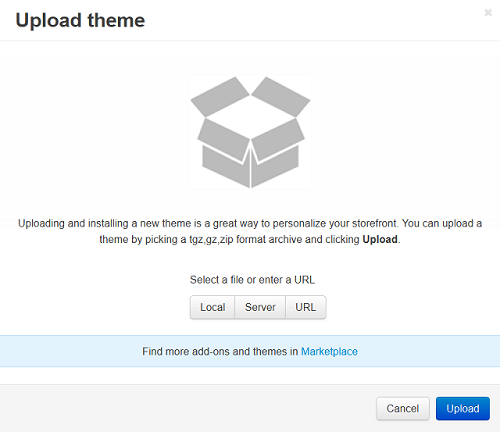 Upload theme
Uploading and installing a new theme is a great way to personalize your storefront. You can upload a
theme by picking a tgz,gz,zip format archive and clicking Upload.
Select a file or enter a URL
Local Server URL
Find more add-ons and themes in Marketplace
Cancel Upload